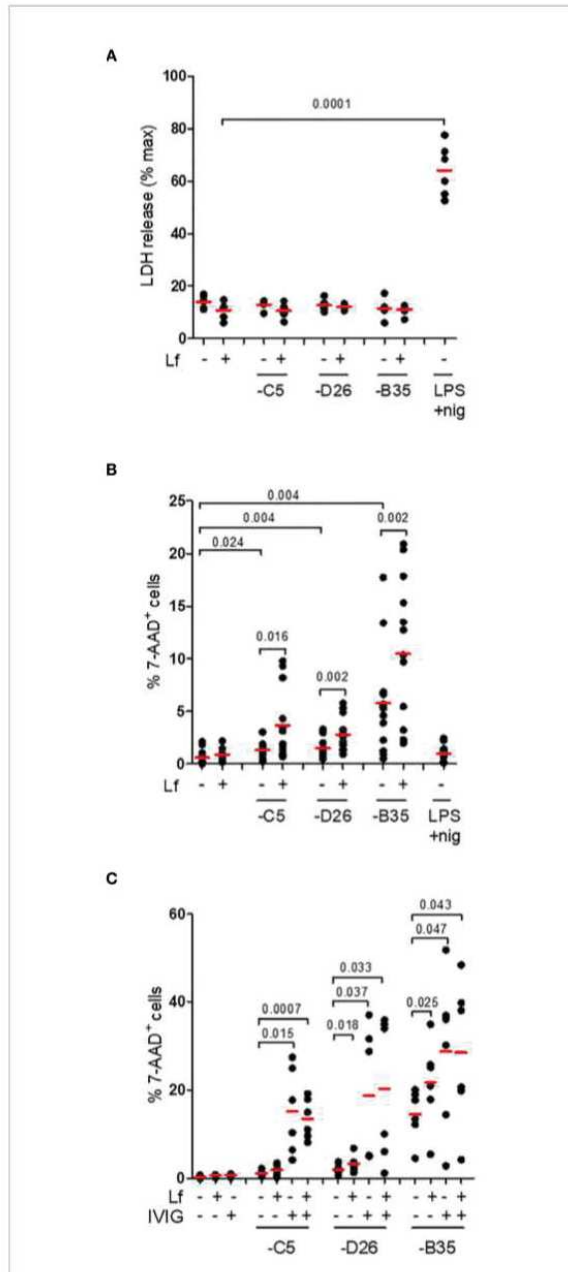 A
100
0.0001
80
60
40
20
0
LDH release (% max)
Lf - + - + - + - + -
-C5 -D26 -B35 LPS
+nig
B
25
0.004
0.004
0.002
0.024
20
15
0.016
10
0.002
5
0
% 7-AAD+ cells
Lf - + - + - + - + -
-C5 -D26 -B35 LPS
+nig
C
60
0.043
0.047
0.033
0.037
0.025
0.0007
0.018
0.015
40
20
0
% 7-AAD+ cells
Lf - + - - + - + - + - + - + - +
IVIG - - + - - + + - - + + - - + +
-C5 -D26 -B35